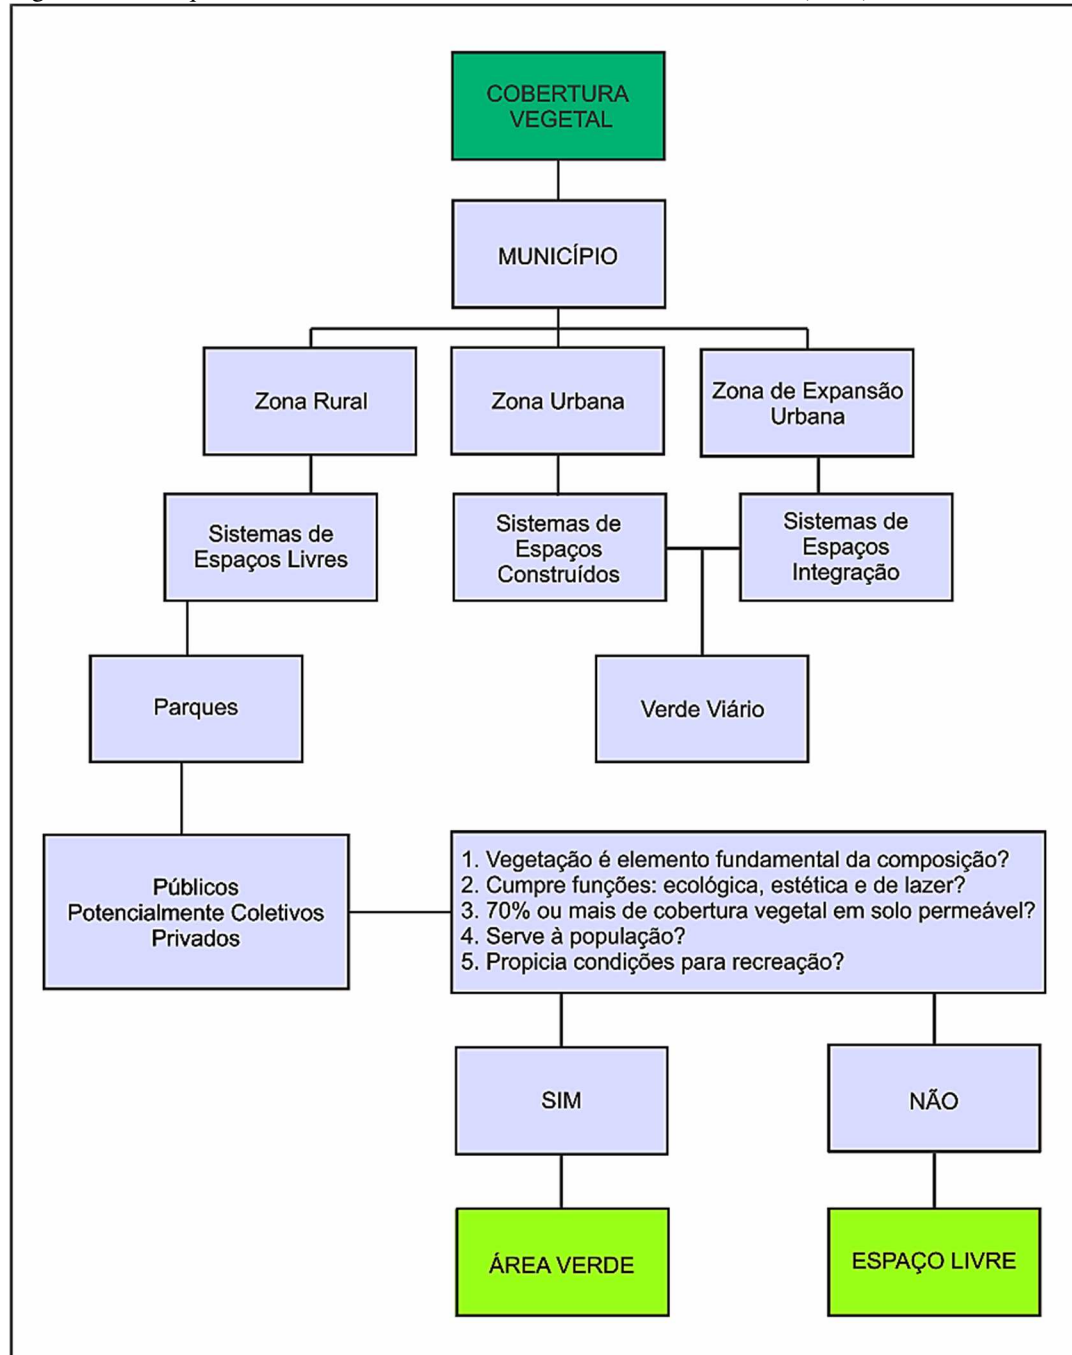 COBERTURA
VEGETAL
MUNICÍPIO
Zona Rural
Zona Urbana
Zona de Expansão
Urbana
Sistemas de
Espaços Livres
Sistemas de
Espaços
Construídos
Sistemas de
Espaços
Integração
Parques
Verde Viário
Públicos
Potencialmente Coletivos
Privados
1. Vegetação é elemento fundamental da composição?
2. Cumpre funções: ecológica, estética e de lazer?
3. 70% ou mais de cobertura vegetal em solo permeável?
4. Serve à população?
5. Propicia condições para recreação?
SIM
NÃO
ÁREA VERDE
ESPAÇO LIVRE